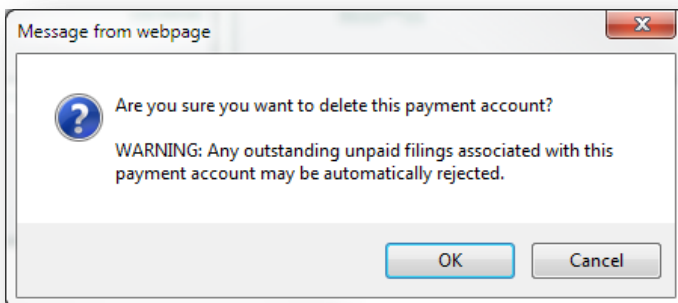 Message from webpage
Are you sure you want to delete this payment account?
WARNING: Any outstanding unpaid filings associated with this
payment account may be automatically rejected.
OK
Cancel